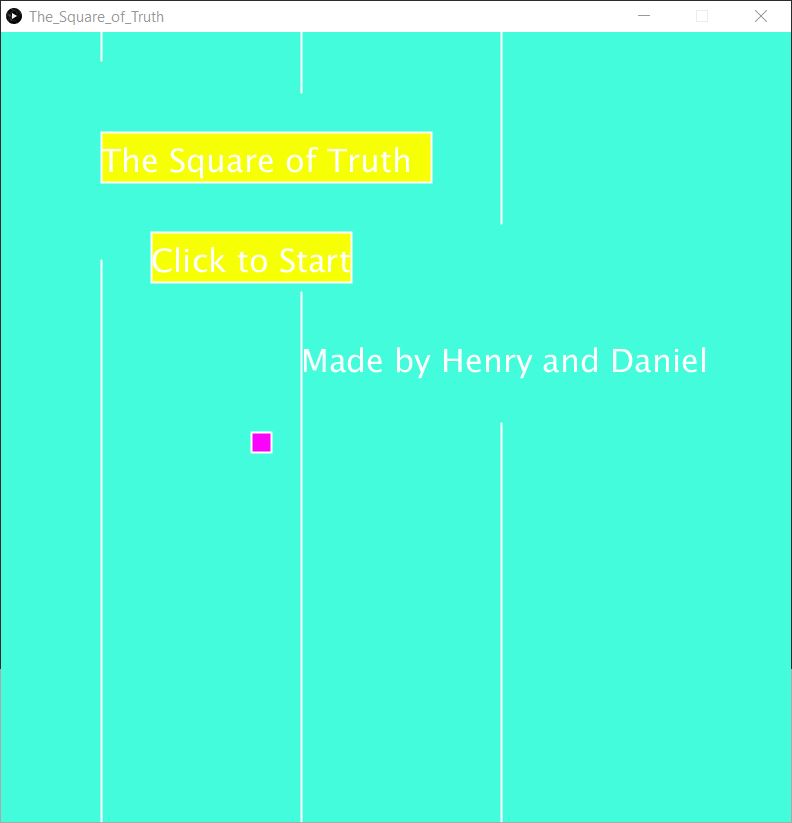 The_Square_of_Truth
The Square of Truth
Click to Start
Made by Henry and Daniel